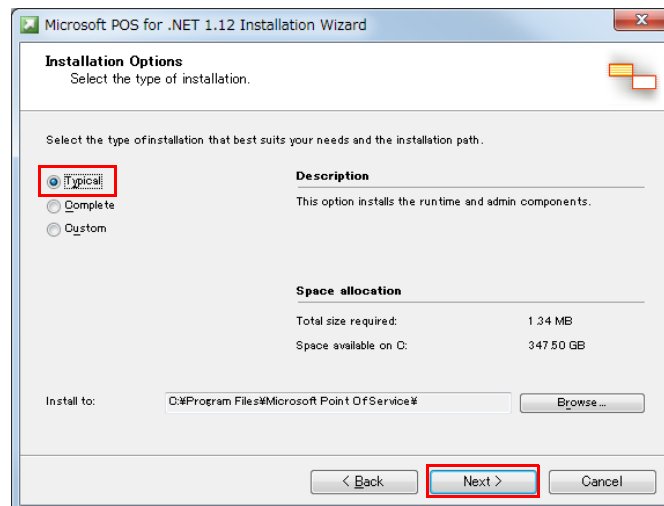 Microsoft POS for .NET 1.12 Installation Wizard
Installation Options
Select the type of installation.
Select the type of installation that best suits your needs and the installation path.
Typical
Complete
Custom
Description
This option installs the runtime and admin components.
Space allocation
Total size required: 1.34 MB
Space available on C: 347.50 GB
Install to: C:¥Program Files¥Microsoft Point Of Service¥ Browse...
< Back Next > Cancel